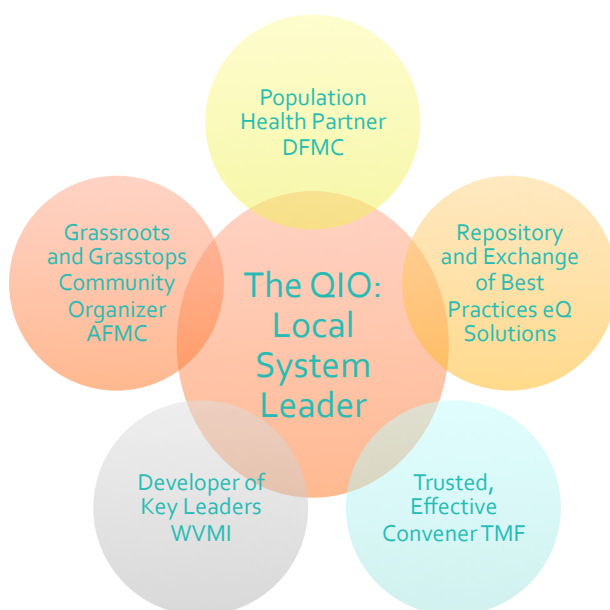 Population
Health Partner
DFMC
Grassroots
and Grasstops
Community
Organizer
AFMC
The QIO:
Local
System
Leader
Repository
and Exchange
of Best
Practices eQ
Solutions
Developer of
Key Leaders
WVMI
Trusted,
Effective
Convener TMF